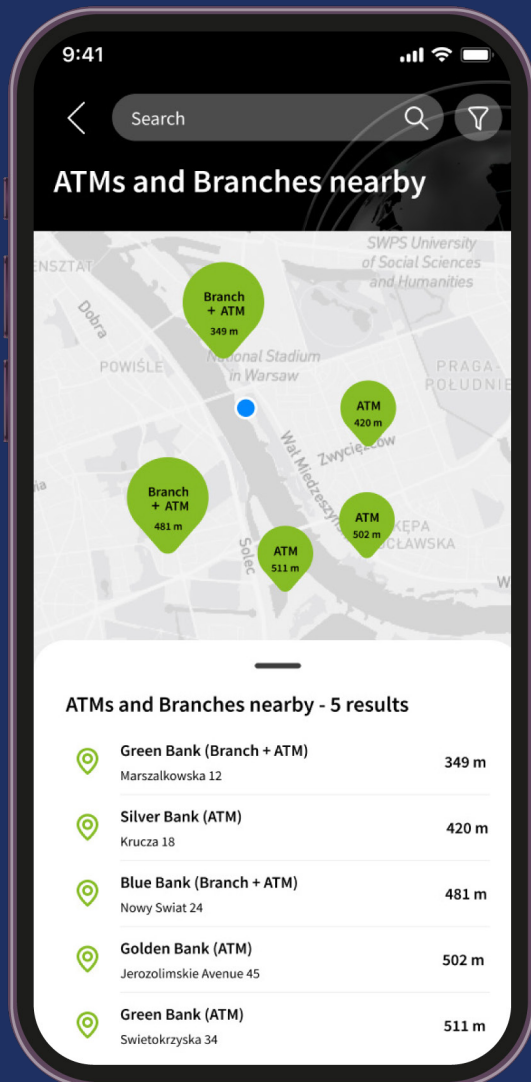 9:41
Search
ATMs and Branches nearby
SWPS University
of Social Sciences
and Humanities
Dobra
Branch
+ ATM
349 m
National Stadium
in Warsaw
POWIŚLE
PRAGA-
POŁUDNIE
ATM
420 m
Wał Miedzeszyń
Branch
+ ATM
481 m
ATM
502 m
KĘPA
Solec
ATM
511 m
ATMs and Branches nearby - 5 results
Green Bank (Branch + ATM)
349 m
Marszalkowska 12
Silver Bank (ATM)
420 m
Krucza 18
Blue Bank (Branch + ATM)
481 m
Nowy Swiat 24
Golden Bank (ATM)
502 m
Jerozolimskie Avenue 45
Green Bank (ATM)
511 m
Swietokrzyska 34